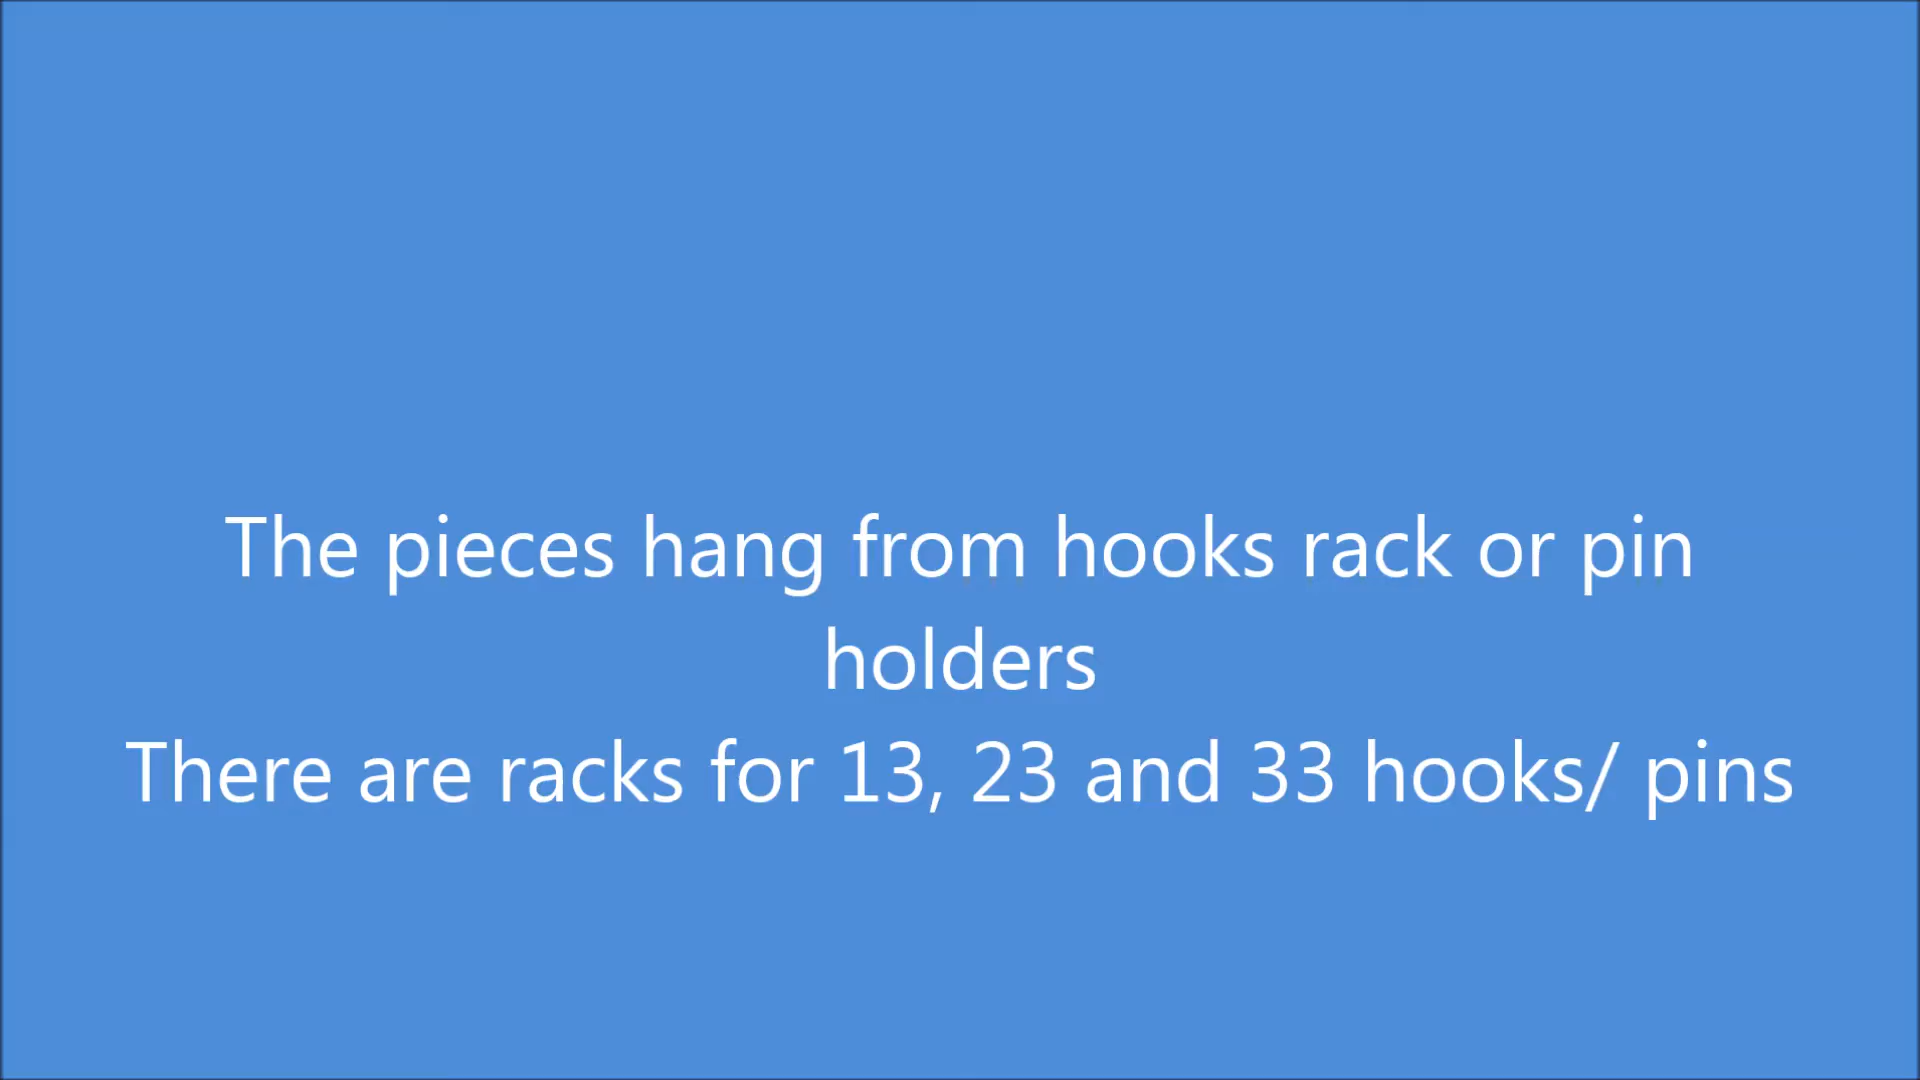 The pieces hang from hooks rack or pin
holders
There are racks for 13, 23 and 33 hooks/ pins